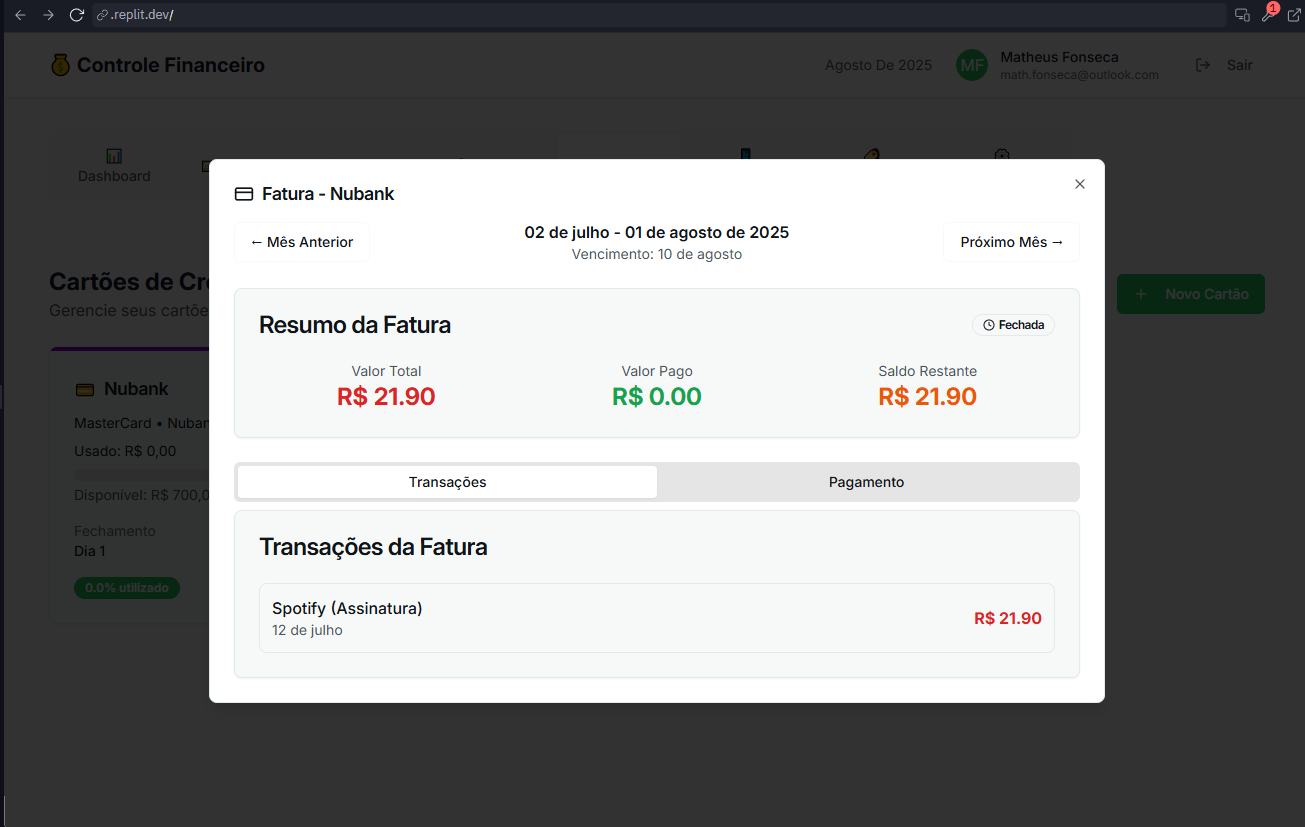 .replit.dev/
1
Controle Financeiro
Agosto De 2025
MF
Matheus Fonseca
math.fonseca@outlook.com
Sair
Dashboard
Fatura - Nubank
← Mês Anterior
02 de julho - 01 de agosto de 2025
Vencimento: 10 de agosto
Próximo Mês →
Cartões de Cr
Gerencie seus cartõe
+ Novo Cartão
Resumo da Fatura
Fechada
Valor Total
R$ 21.90
Valor Pago
R$ 0.00
Saldo Restante
R$ 21.90
Nubank
MasterCard • Nuban
Usado: R$ 0,00
Disponível: R$ 700,0
Fechamento
Dia 1
0.0% utilizado
Transações
Pagamento
Transações da Fatura
Spotify (Assinatura)
12 de julho
R$ 21.90